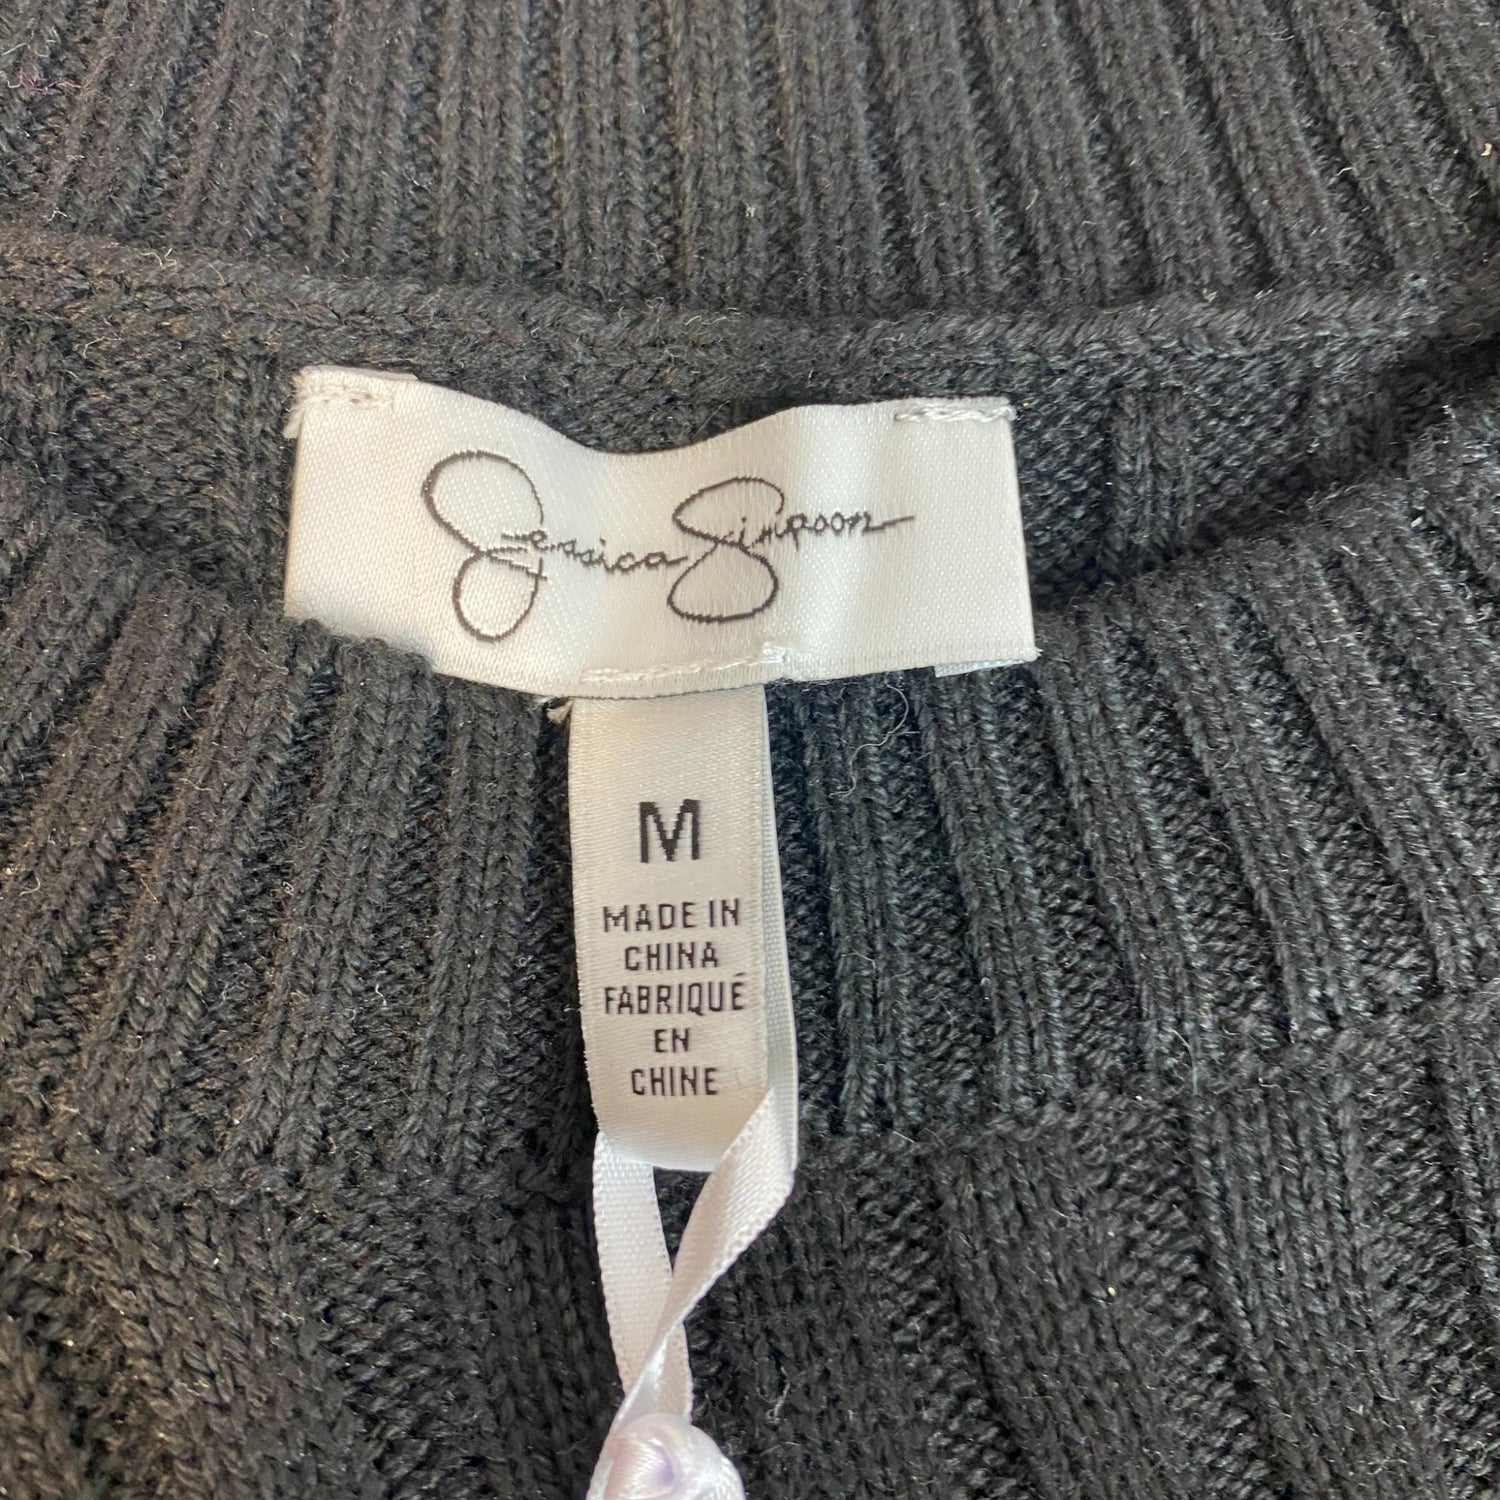 Jessica Simpson
M
MADE IN
CHINA
FABRIQUÉ
EN
CHINE